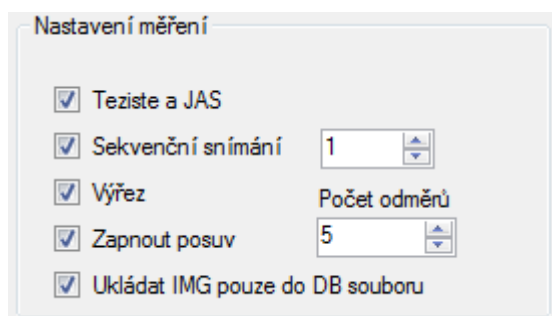 Nastavení měření
Teziste a JAS
Sekvenční snímání 1
Výřez
Počet odměrů
Zapnout posuv 5
Ukládat IMG pouze do DB souboru